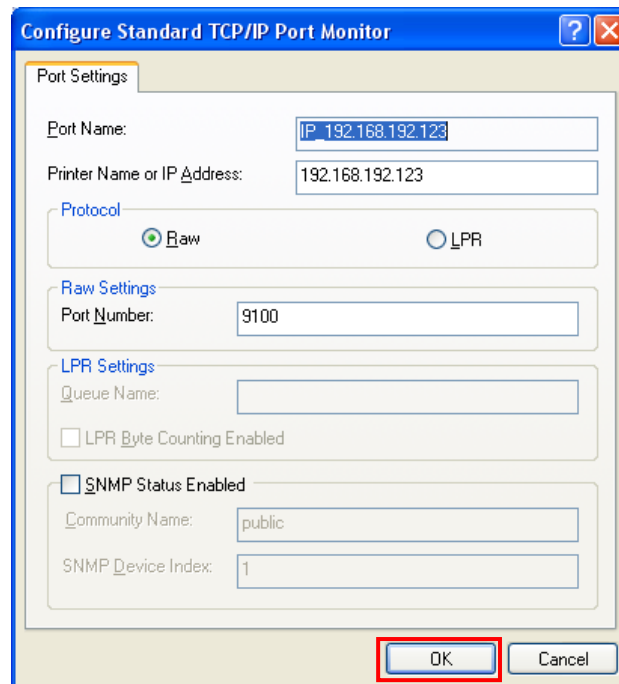 Configure Standard TCP/IP Port Monitor
Port Settings
Port Name: IP_192.168.192.123
Printer Name or IP Address: 192.168.192.123
Protocol
Raw LPR
Raw Settings
Port Number: 9100
LPR Settings
Queue Name:
LPR Byte Counting Enabled
SNMP Status Enabled
Community Name: public
SNMP Device Index: 1
OK Cancel